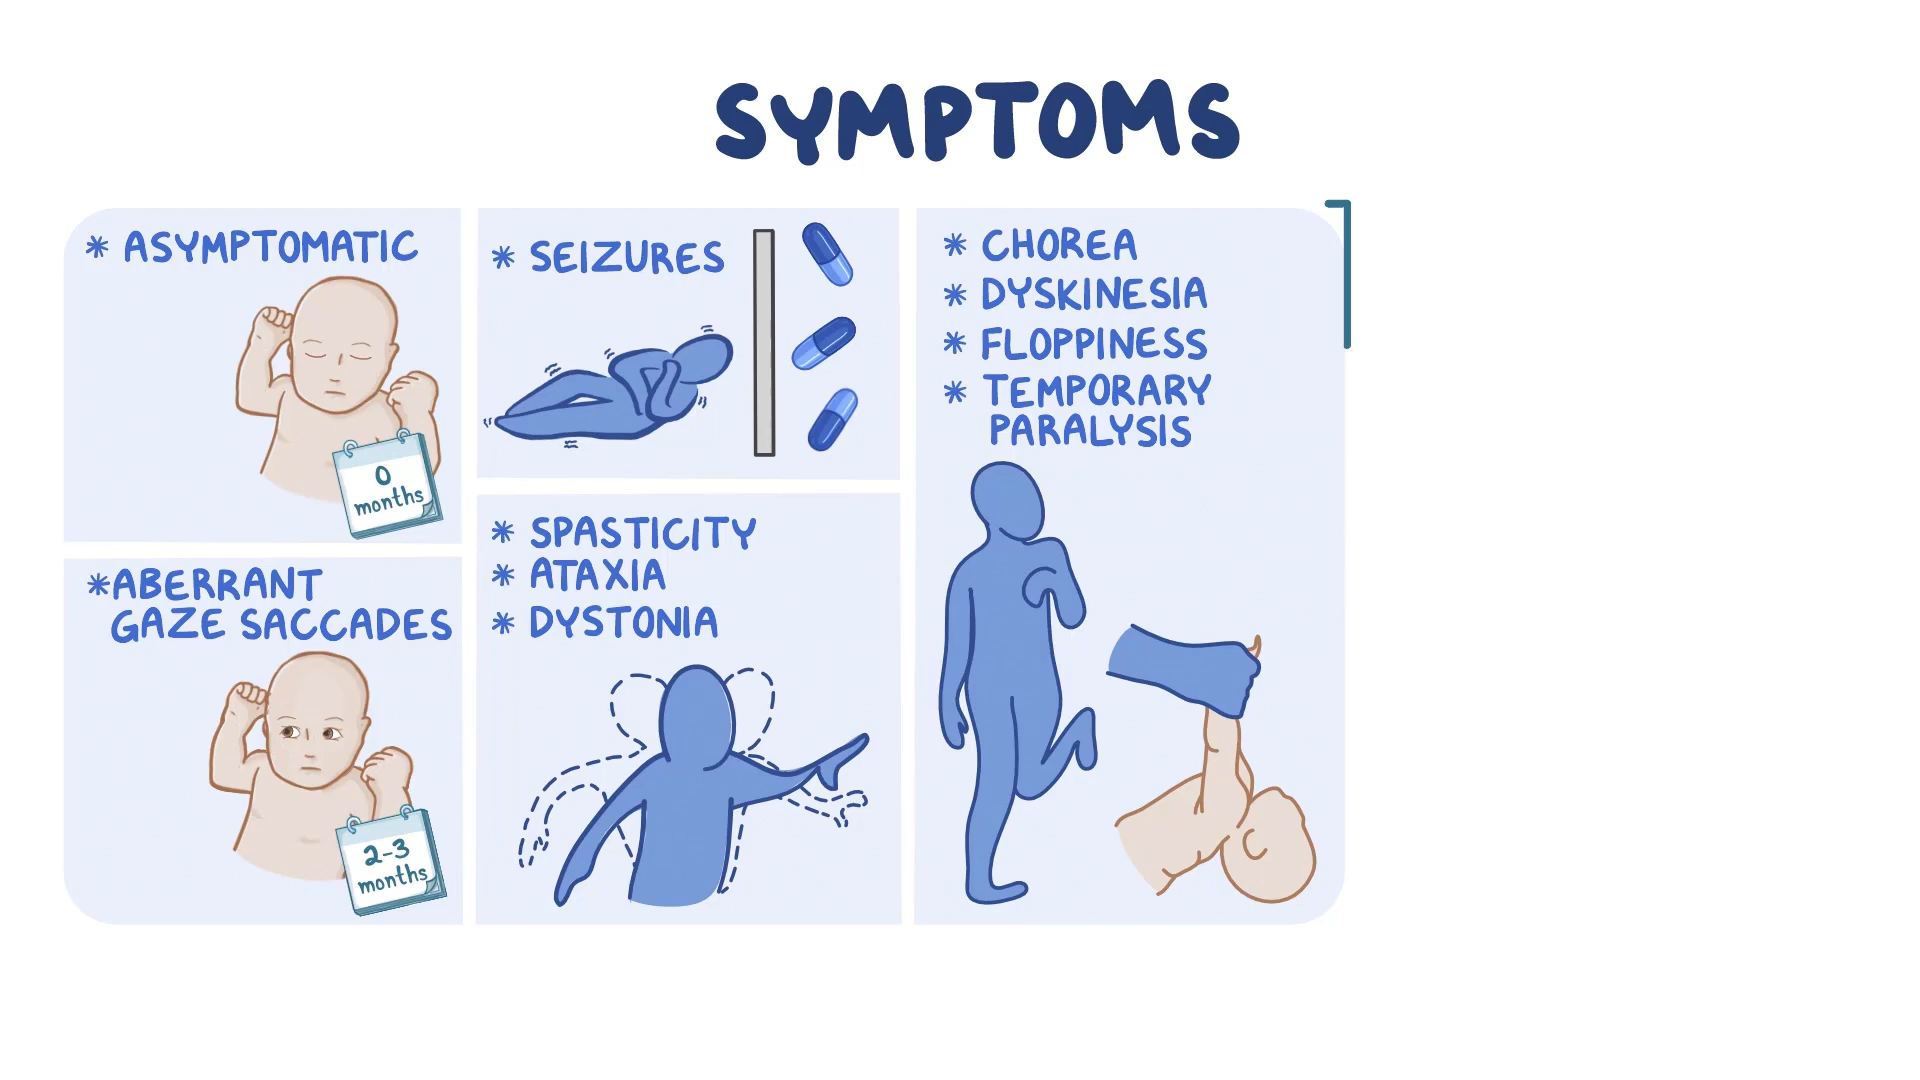 SYMPTOMS
* ASYMPTOMATIC
0
months
*ABERRANT
GAZE SACCADES
2-3
months
* SEIZURES
* SPASTICITY
* ATAXIA
* DYSTONIA
* CHOREA
* DYSKINESIA
* FLOPPINESS
* TEMPORARY
PARALYSIS